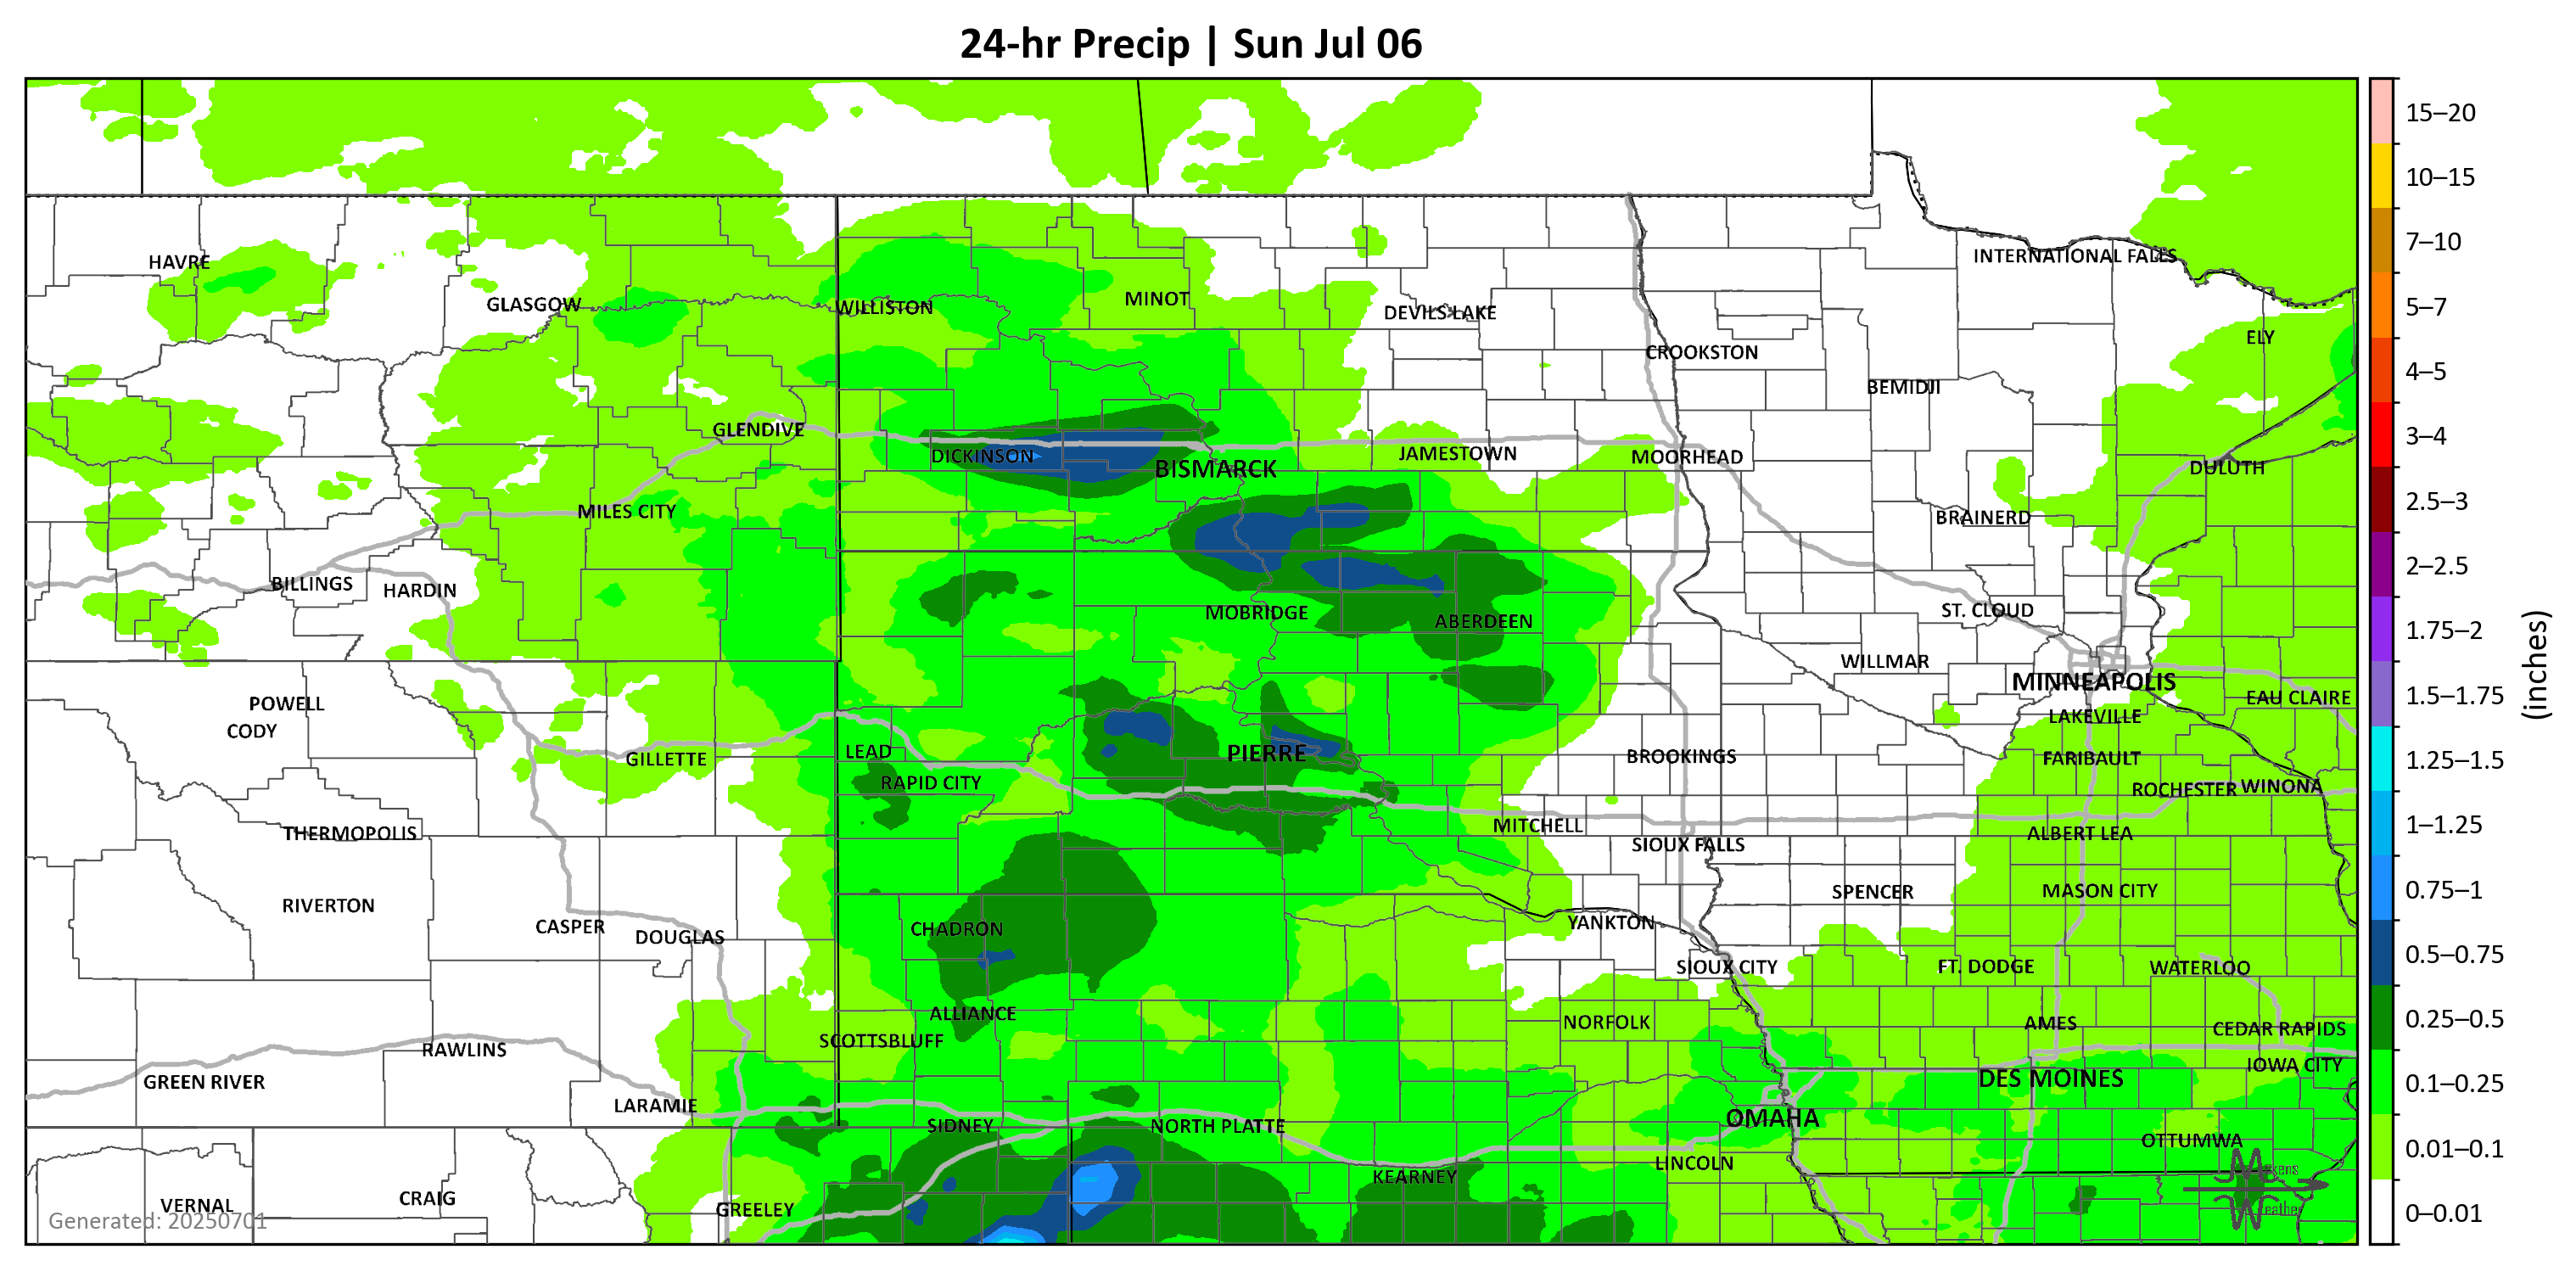 24-hr Precip | Sun Jul 06
15–20
10–15
INTERNATIONAL FALLS
7–10
HAVRE
GLASGOW
WILLISTON
MINOT
DEVILS LAKE
5–7
CROOKSTON
ELY
BEMIDJI
4–5
GLENDIVE
DICKINSON
BISMARCK
JAMESTOWN
MOORHEAD
DULUTH
3–4
MILES CITY
BRAINERD
2.5–3
BILLINGS
HARDIN
2–2.5
MOBRIDGE
ABERDEEN
ST. CLOUD
1.75–2
WILLMAR
MINNEAPOLIS
(inches)
POWELL
EAU CLAIRE
1.5–1.75
CODY
LAKEVILLE
LEAD
PIERRE
BROOKINGS
FARIBAULT
1.25–1.5
GILLETTE
RAPID CITY
ROCHESTER
WINONA
THERMOPOLIS
MITCHELL
ALBERT LEA
1–1.25
SIOUX FALLS
RIVERTON
SPENCER
MASON CITY
0.75–1
CASPER
DOUGLAS
CHADRON
YANKTON
SIOUX CITY
FT. DODGE
WATERLOO
0.5–0.75
ALLIANCE
NORFOLK
AMES
CEDAR RAPIDS
0.25–0.5
SCOTTSBLUFF
RAWLINS
IOWA CITY
GREEN RIVER
DES MOINES
0.1–0.25
LARAMIE
SIDNEY
NORTH PLATTE
OMAHA
OTTUMWA
0.01–0.1
LINCOLN
KEARNEY
VERNAL
CRAIG
GREELEY
Generated: 20250701
0–0.01